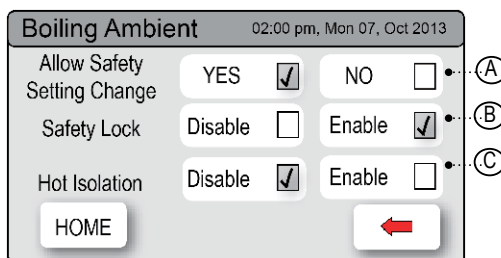 Boiling Ambient 02:00 pm, Mon 07, Oct 2013
Allow Safety
Setting Change YES NO A
Safety Lock Disable Enable B
Hot Isolation Disable Enable C
HOME